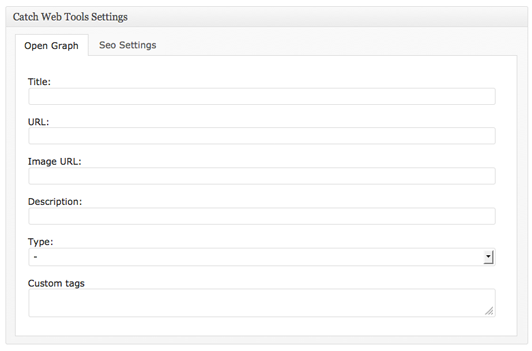 Catch Web Tools Settings
Open Graph Seo Settings
Title:
URL:
Image URL:
Description:
Type:
-
Custom tags